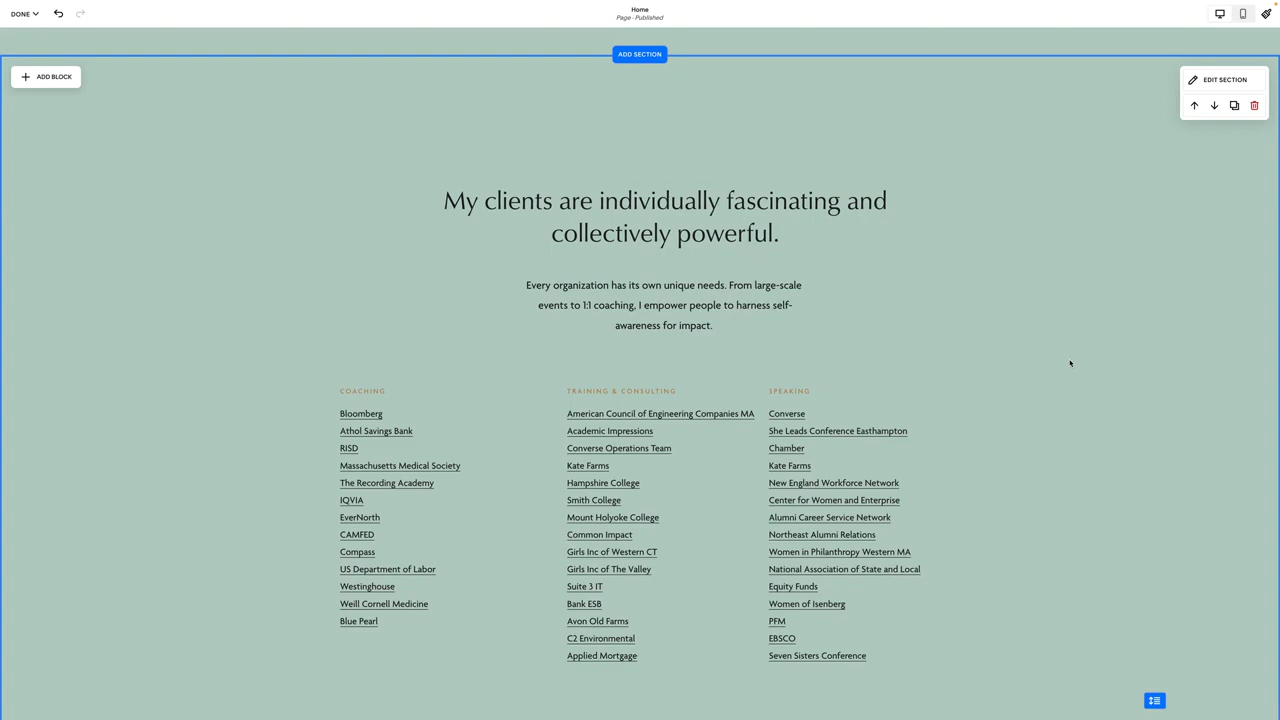 DONE
Home
Page · Published
ADD SECTION
ADD BLOCK
EDIT SECTION
My clients are individually fascinating and
collectively powerful.
Every organization has its own unique needs. From large-scale
events to 1:1 coaching, I empower people to harness self-
awareness for impact.
COACHING
Bloomberg
Athol Savings Bank
RISD
Massachusetts Medical Society
The Recording Academy
IQVIA
EverNorth
CAMFED
Compass
US Department of Labor
Westinghouse
Weill Cornell Medicine
Blue Pearl
TRAINING & CONSULTING
American Council of Engineering Companies MA
Academic Impressions
Converse Operations Team
Kate Farms
Hampshire College
Smith College
Mount Holyoke College
Common Impact
Girls Inc of Western CT
Girls Inc of The Valley
Suite 3 IT
Bank ESB
Avon Old Farms
C2 Environmental
Applied Mortgage
SPEAKING
Converse
She Leads Conference Easthampton
Chamber
Kate Farms
New England Workforce Network
Center for Women and Enterprise
Alumni Career Service Network
Northeast Alumni Relations
Women in Philanthropy Western MA
National Association of State and Local
Equity Funds
Women of Isenberg
PFM
EBSCO
Seven Sisters Conference